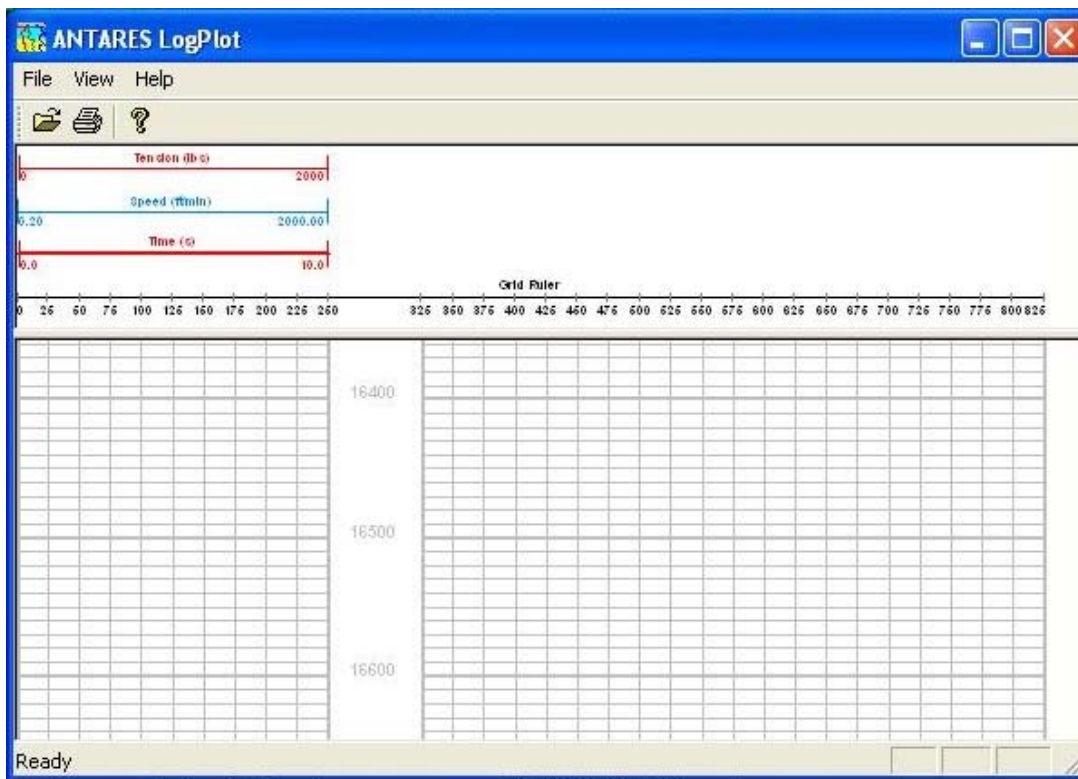 ANTARES LogPlot
File View Help
Tension (lbs)
0 2000
Speed (ft/min)
0.20 2000.00
Time (s)
0.0 10.0
Grid Ruler
0 25 50 75 100 125 150 175 200 225 250 325 350 375 400 425 450 475 500 525 550 575 600 625 650 675 700 725 750 775 800 825
16400
16500
16600
Ready